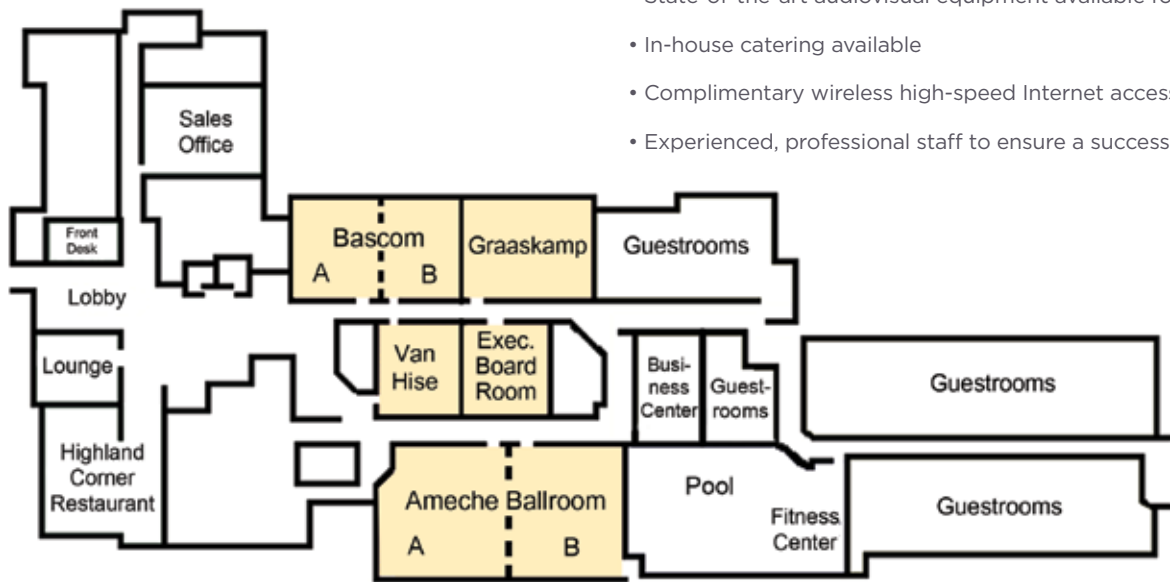 • In-house catering available
• Complimentary wireless high-speed Internet access
• Experienced, professional staff to ensure a success
Sales
Office
Front
Desk
Bascom
A
B
Graaskamp
Guestrooms
Lobby
Lounge
Van
Hise
Exec.
Board
Room
Busi-
ness
Center
Guest-
rooms
Guestrooms
Highland
Corner
Restaurant
Ameche Ballroom
A
B
Pool
Fitness
Center
Guestrooms